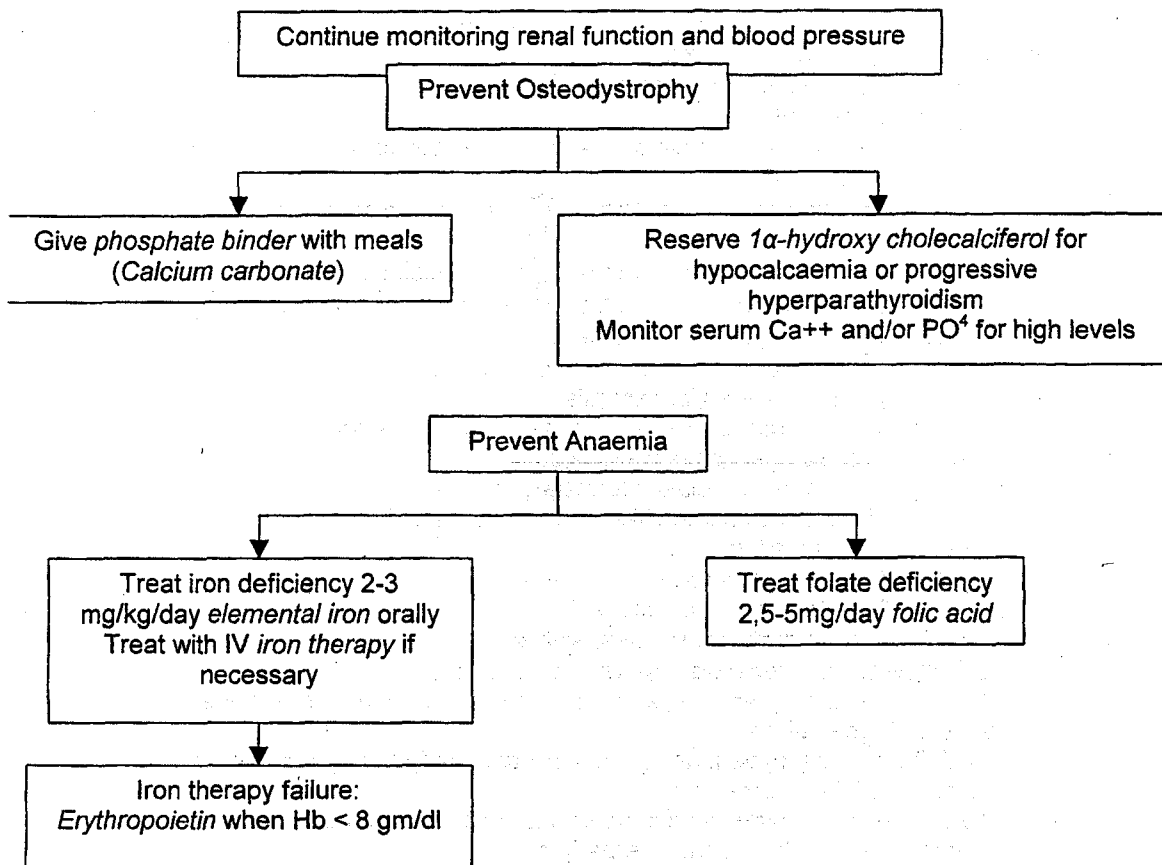 Continue monitoring renal function and blood pressure
Prevent Osteodystrophy
Give phosphate binder with meals
(Calcium carbonate)
Reserve 1α-hydroxy cholecalciferol for
hypocalcaemia or progressive
hyperparathyroidism
Monitor serum Ca++ and/or PO⁴ for high levels
Prevent Anaemia
Treat iron deficiency 2-3
mg/kg/day elemental iron orally
Treat with IV iron therapy if
necessary
Treat folate deficiency
2,5-5mg/day folic acid
Iron therapy failure:
Erythropoietin when Hb < 8 gm/dl